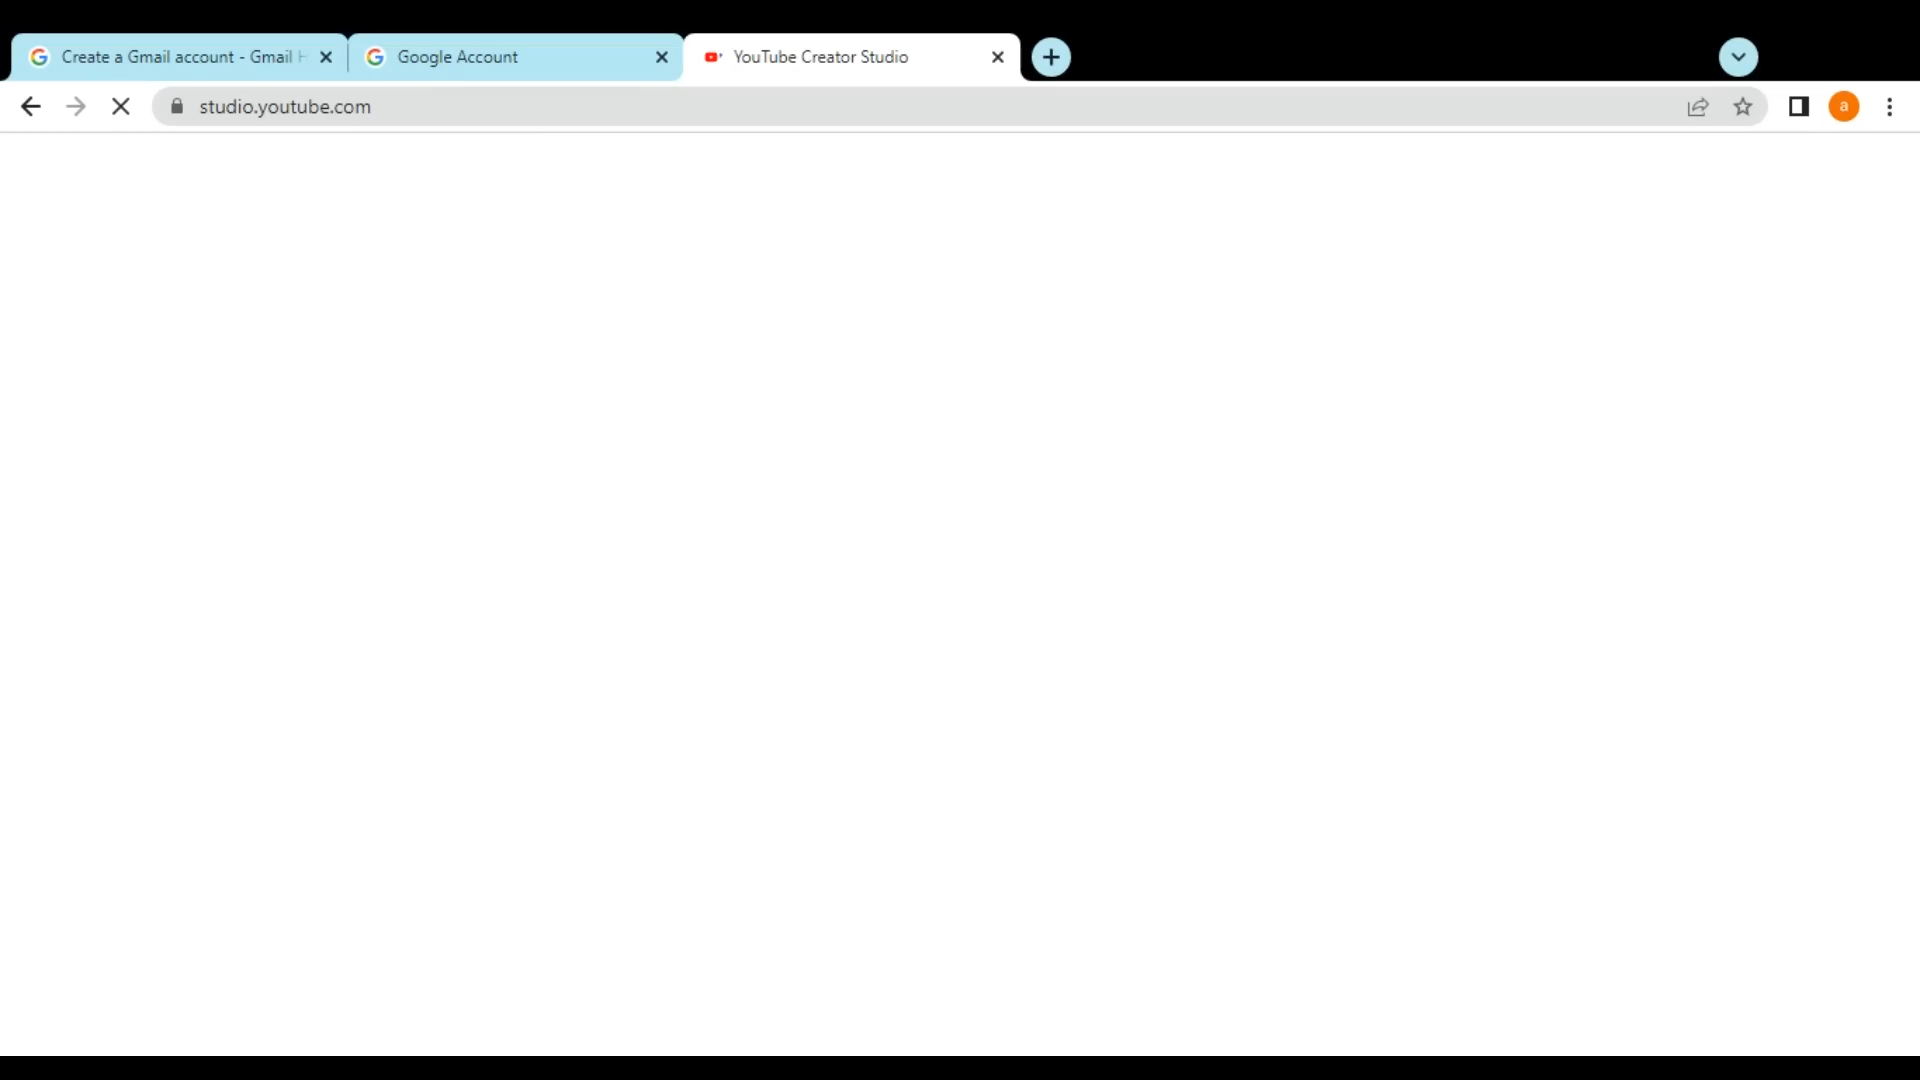 Create a Gmail account - Gmail H
Google Account
YouTube Creator Studio
studio.youtube.com
a